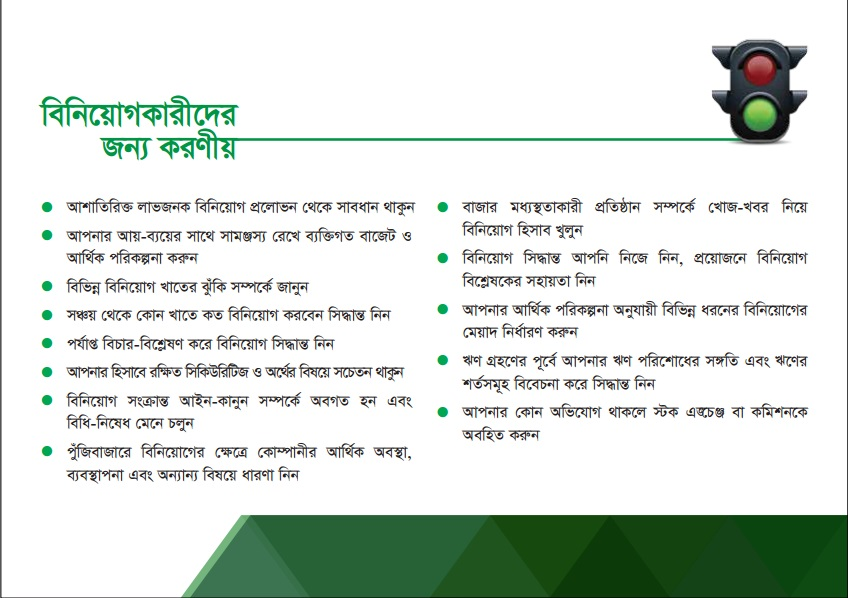 বিনিয়োগকারীদের
জন্য করণীয়
আশাতিরিক্ত লাভজনক বিনিয়োগ প্রলোভন থেকে সাবধান থাকুন
আপনার আয়-ব্যয়ের সাথে সামঞ্জস্য রেখে ব্যক্তিগত বাজেট ও
আর্থিক পরিকল্পনা করুন
বিভিন্ন বিনিয়োগ খাতের ঝুঁকি সম্পর্কে জানুন
সঞ্চয় থেকে কোন খাতে কত বিনিয়োগ করবেন সিদ্ধান্ত নিন
পর্যাপ্ত বিচার-বিশ্লেষণ করে বিনিয়োগ সিদ্ধান্ত নিন
আপনার হিসাবে রক্ষিত সিকিউরিটিজ ও অর্থের বিষয়ে সচেতন থাকুন
বিনিয়োগ সংক্রান্ত আইন-কানুন সম্পর্কে অবগত হন এবং
বিধি-নিষেধ মেনে চলুন
পুঁজিবাজারে বিনিয়োগের ক্ষেত্রে কোম্পানীর আর্থিক অবস্থা,
ব্যবস্থাপনা এবং অন্যান্য বিষয়ে ধারণা নিন
বাজার মধ্যস্থতাকারী প্রতিষ্ঠান সম্পর্কে খোজ-খবর নিয়ে
বিনিয়োগ হিসাব খুলুন
বিনিয়োগ সিদ্ধান্ত আপনি নিজে নিন, প্রয়োজনে বিনিয়োগ
বিশ্লেষকের সহায়তা নিন
আপনার আর্থিক পরিকল্পনা অনুযায়ী বিভিন্ন ধরনের বিনিয়োগের
মেয়াদ নির্ধারণ করুন
ঋণ গ্রহণের পূর্বে আপনার ঋণ পরিশোধের সঙ্গতি এবং ঋণের
শর্তসমূহ বিবেচনা করে সিদ্ধান্ত নিন
আপনার কোন অভিযোগ থাকলে স্টক এক্সচেঞ্জ বা কমিশনকে
অবহিত করুন